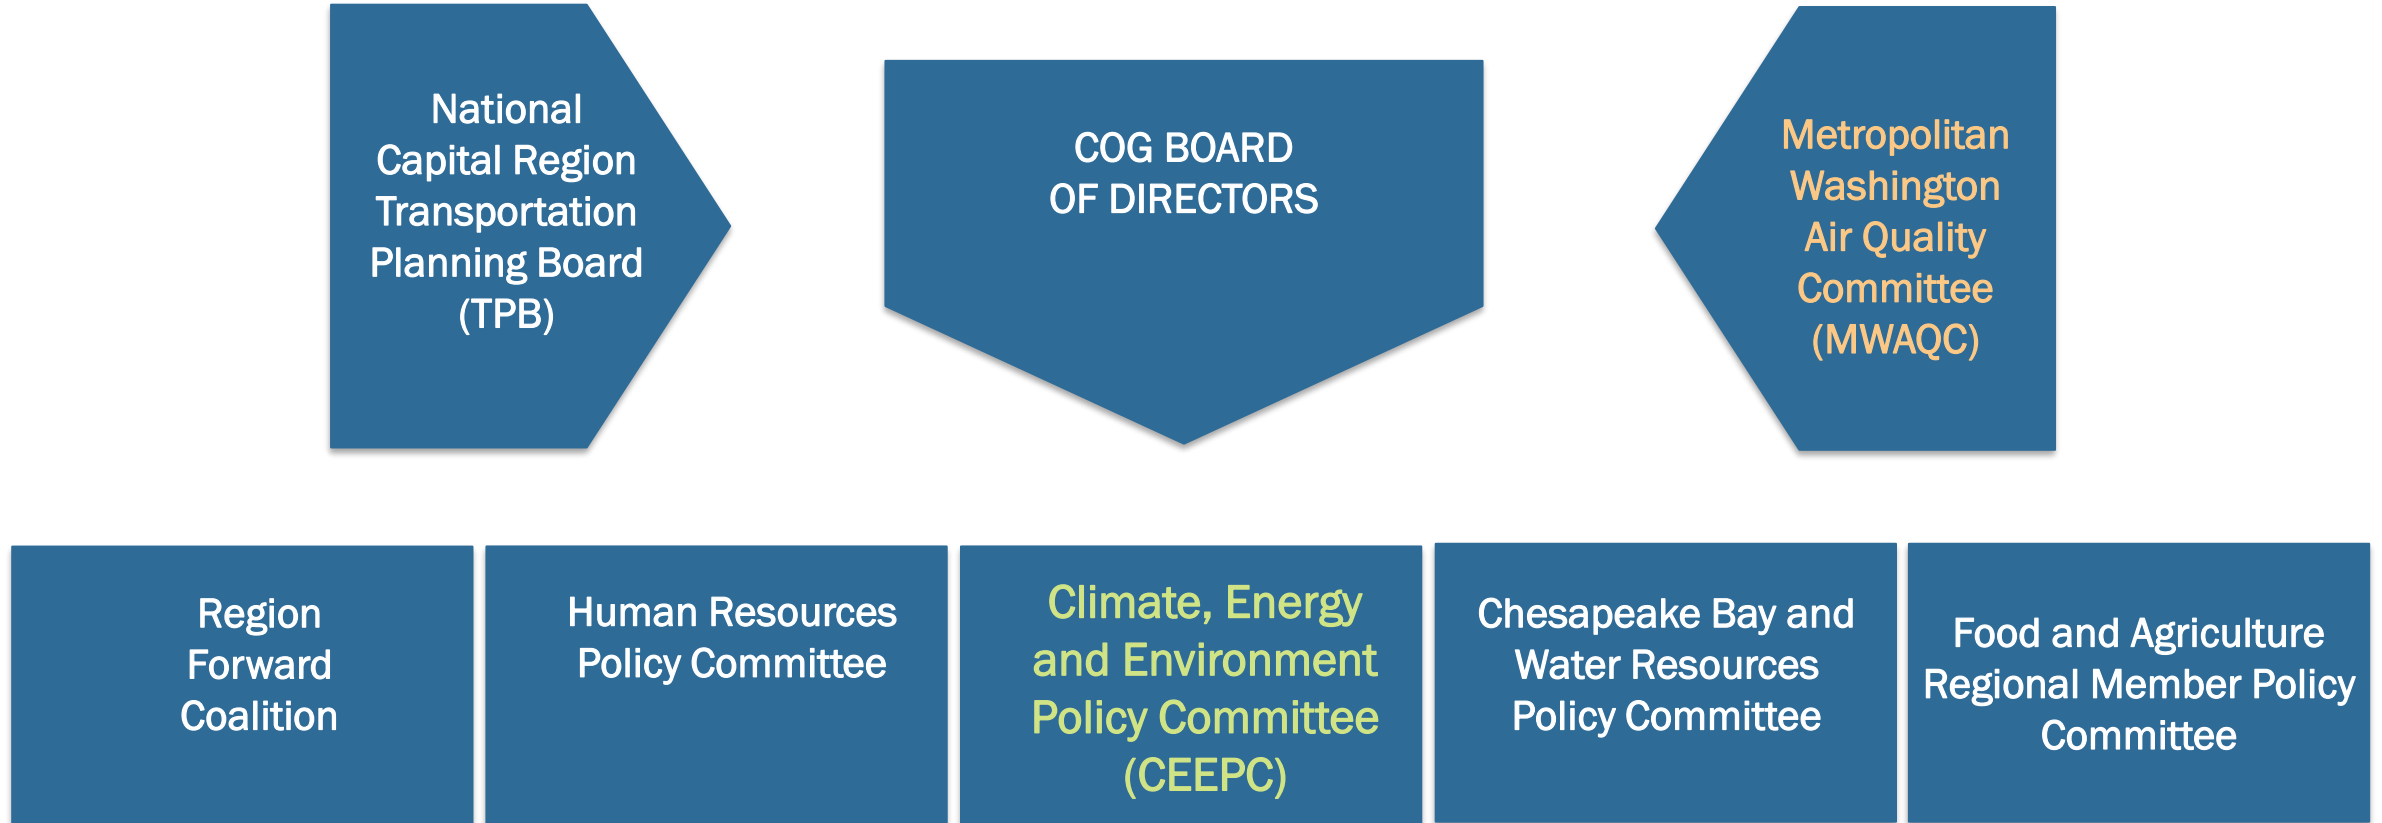 National
Capital Region
Transportation
Planning Board
(TPB)
COG BOARD
OF DIRECTORS
Metropolitan
Washington
Air Quality
Committee
(MWAQC)
Region
Forward
Coalition
Human Resources
Policy Committee
Climate, Energy
and Environment
Policy Committee
(CEEPC)
Chesapeake Bay and
Water Resources
Policy Committee
Food and Agriculture
Regional Member Policy
Committee